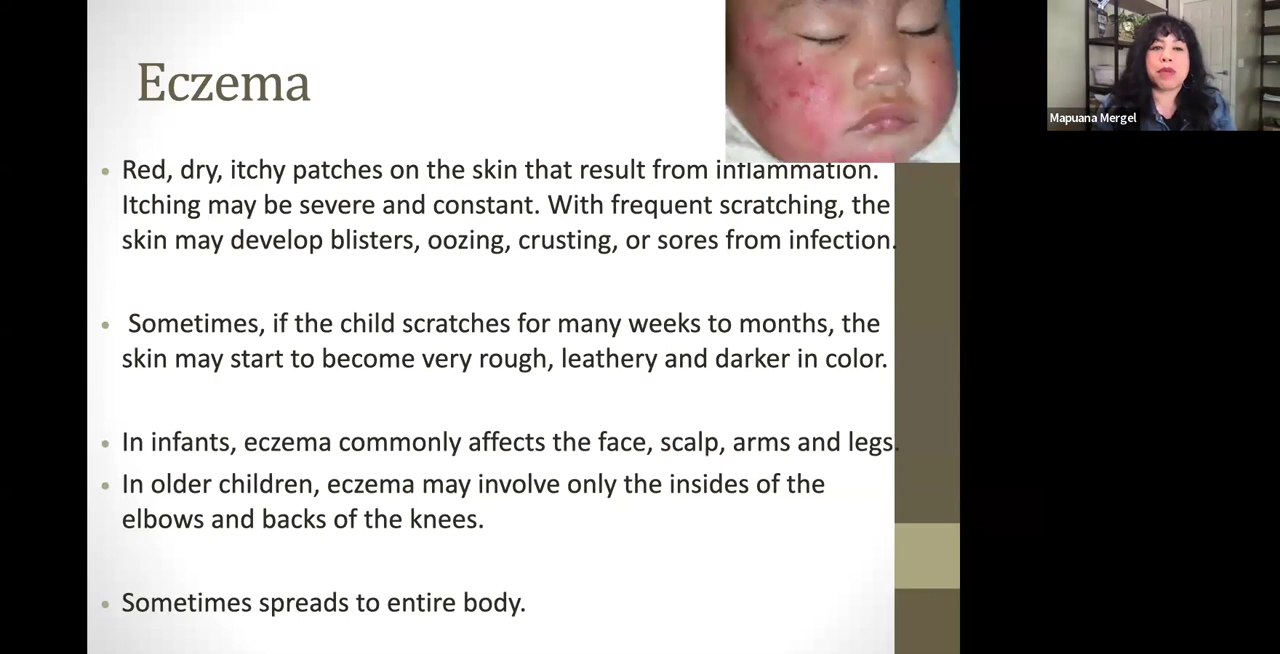 Eczema
Mapuana Mergel
• Red, dry, itchy patches on the skin that result from inflammation.
Itching may be severe and constant. With frequent scratching, the
skin may develop blisters, oozing, crusting, or sores from infection.
• Sometimes, if the child scratches for many weeks to months, the
skin may start to become very rough, leathery and darker in color.
• In infants, eczema commonly affects the face, scalp, arms and legs.
• In older children, eczema may involve only the insides of the
elbows and backs of the knees.
• Sometimes spreads to entire body.